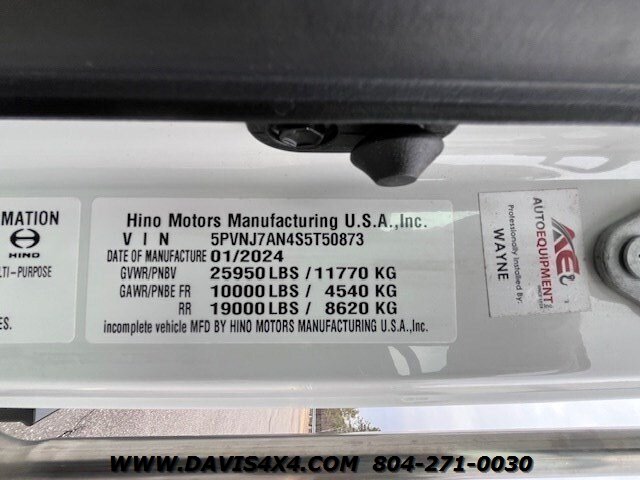 MATION
HINO
LTI-PURPOSE
ES.
Hino Motors Manufacturing U.S.A.,Inc.
V I N 5PVNJ7AN4S5T50873
DATE OF MANUFACTURE 01/2024
GVWR/PNBV 25950 LBS / 11770 KG
GAWR/PNBE FR 10000 LBS / 4540 KG
RR 19000 LBS / 8620 KG
incomplete vehicle MFD BY HINO MOTORS MANUFACTURING U.S.A.,Inc.
AE
AUTOEQUIPMENT
Professionally Installed By:
WAYNE
WWW.DAVIS4X4.COM 804-271-0030